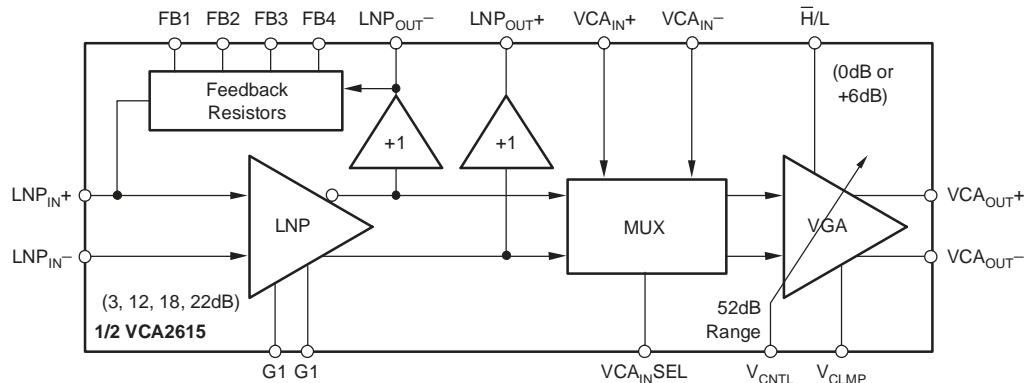 FB1 FB2 FB3 FB4 LNPOUT− LNPOUT+ VCAIN+ VCAIN− H̅/L
Feedback
Resistors
(0dB or
+6dB)
+1 +1
LNPIN+
LNP MUX VGA
VCAOUT+
LNPIN−
VCAOUT−
(3, 12, 18, 22dB)
52dB
Range
1/2 VCA2615
G1 G1 VCAINSEL VCNTL VCLMP